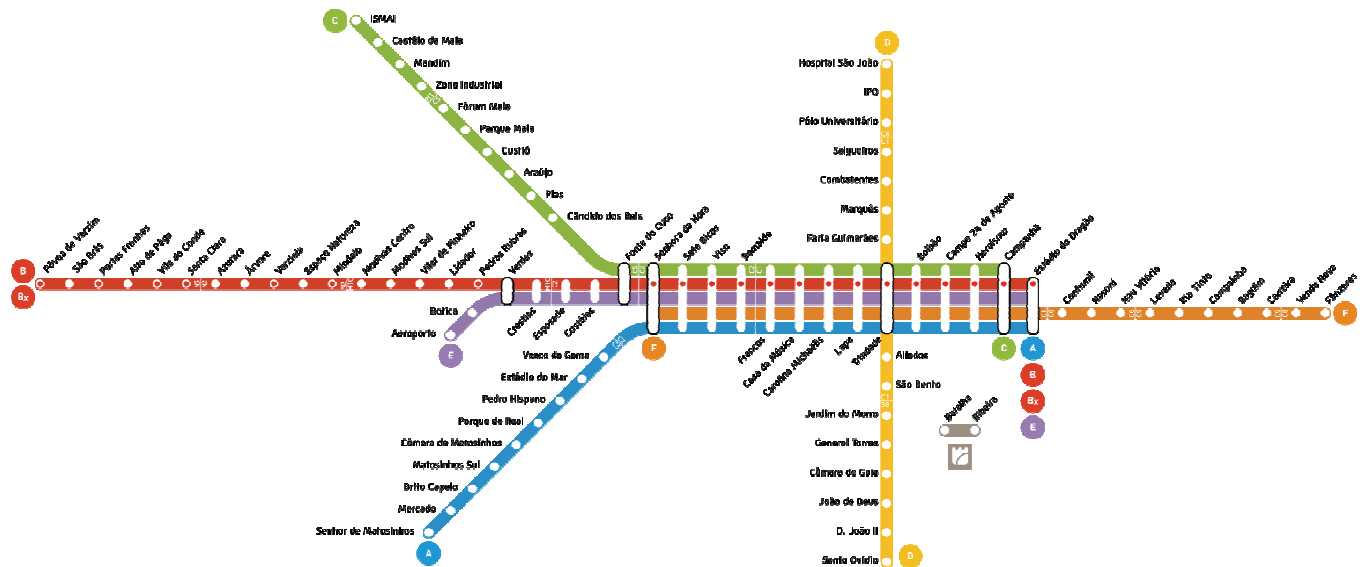 C
ISMAI
Castêlo da Maia
Mandim
Zona Industrial
Fórum Maia
Parque Maia
Custió
Araújo
Pias
Cândido dos Reis
Fonte do Cuco
D
Hospital São João
IPO
Pólo Universitário
Salgueiros
Combatentes
Marquês
Faria Guimarães
B
Bx
Póvoa de Varzim
São Brás
Portas Fronhas
Alto de Pêga
Vila do Conde
Santa Clara
Azurara
Árvore
Varziela
Espaço Natureza
Mindelo
Modivas Centro
Modivas Sul
Vilar do Pinheiro
Lidador
Pedras Rubras
Verdes
Senhora da Hora
Sete Bicas
Viso
Ramalde
Bolhão
Campo 24 de Agosto
Heroísmo
Campanhã
Estádio do Dragão
Contumil
Nasoni
Nau Vitória
Levada
Rio Tinto
Campainha
Baguim
Carreira
Venda Nova
Fânzeres
F
Botica
Aeroporto
E
Crestins
Esposade
Custóias
F
Francos
Casa da Música
Carolina Michaëlis
Lapa
Trindade
C
A
B
Bx
E
Vasco da Gama
Estádio do Mar
Pedro Hispano
Parque de Real
Câmara de Matosinhos
Matosinhos Sul
Brito Capelo
Mercado
Senhor de Matosinhos
A
Aliados
São Bento
Jardim do Morro
General Torres
Câmara de Gaia
João de Deus
D. João II
Santo Ovídio
D
Batalha
Ribeira